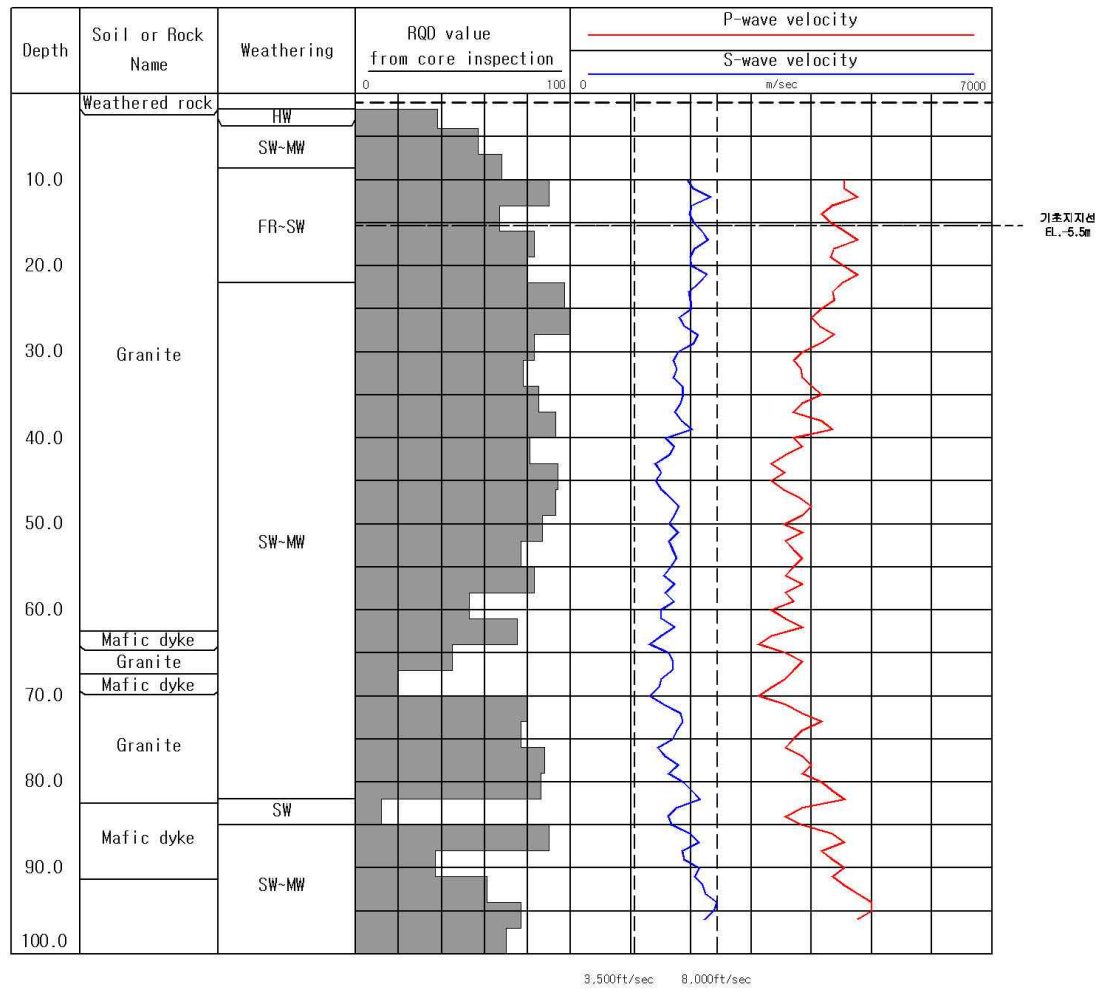 Depth
Soil or Rock
Name
Weathering
RQD value
from core inspection
0 100
P-wave velocity
S-wave velocity
0 m/sec 7000
Weathered rock
HW
SW~MW
10.0
FR~SW
기초지지선
EL.-5.5m
20.0
30.0
Granite
40.0
50.0
SW~MW
60.0
Mafic dyke
Granite
Mafic dyke
70.0
Granite
80.0
SW
Mafic dyke
90.0
SW~MW
100.0
3,500ft/sec 8,000ft/sec